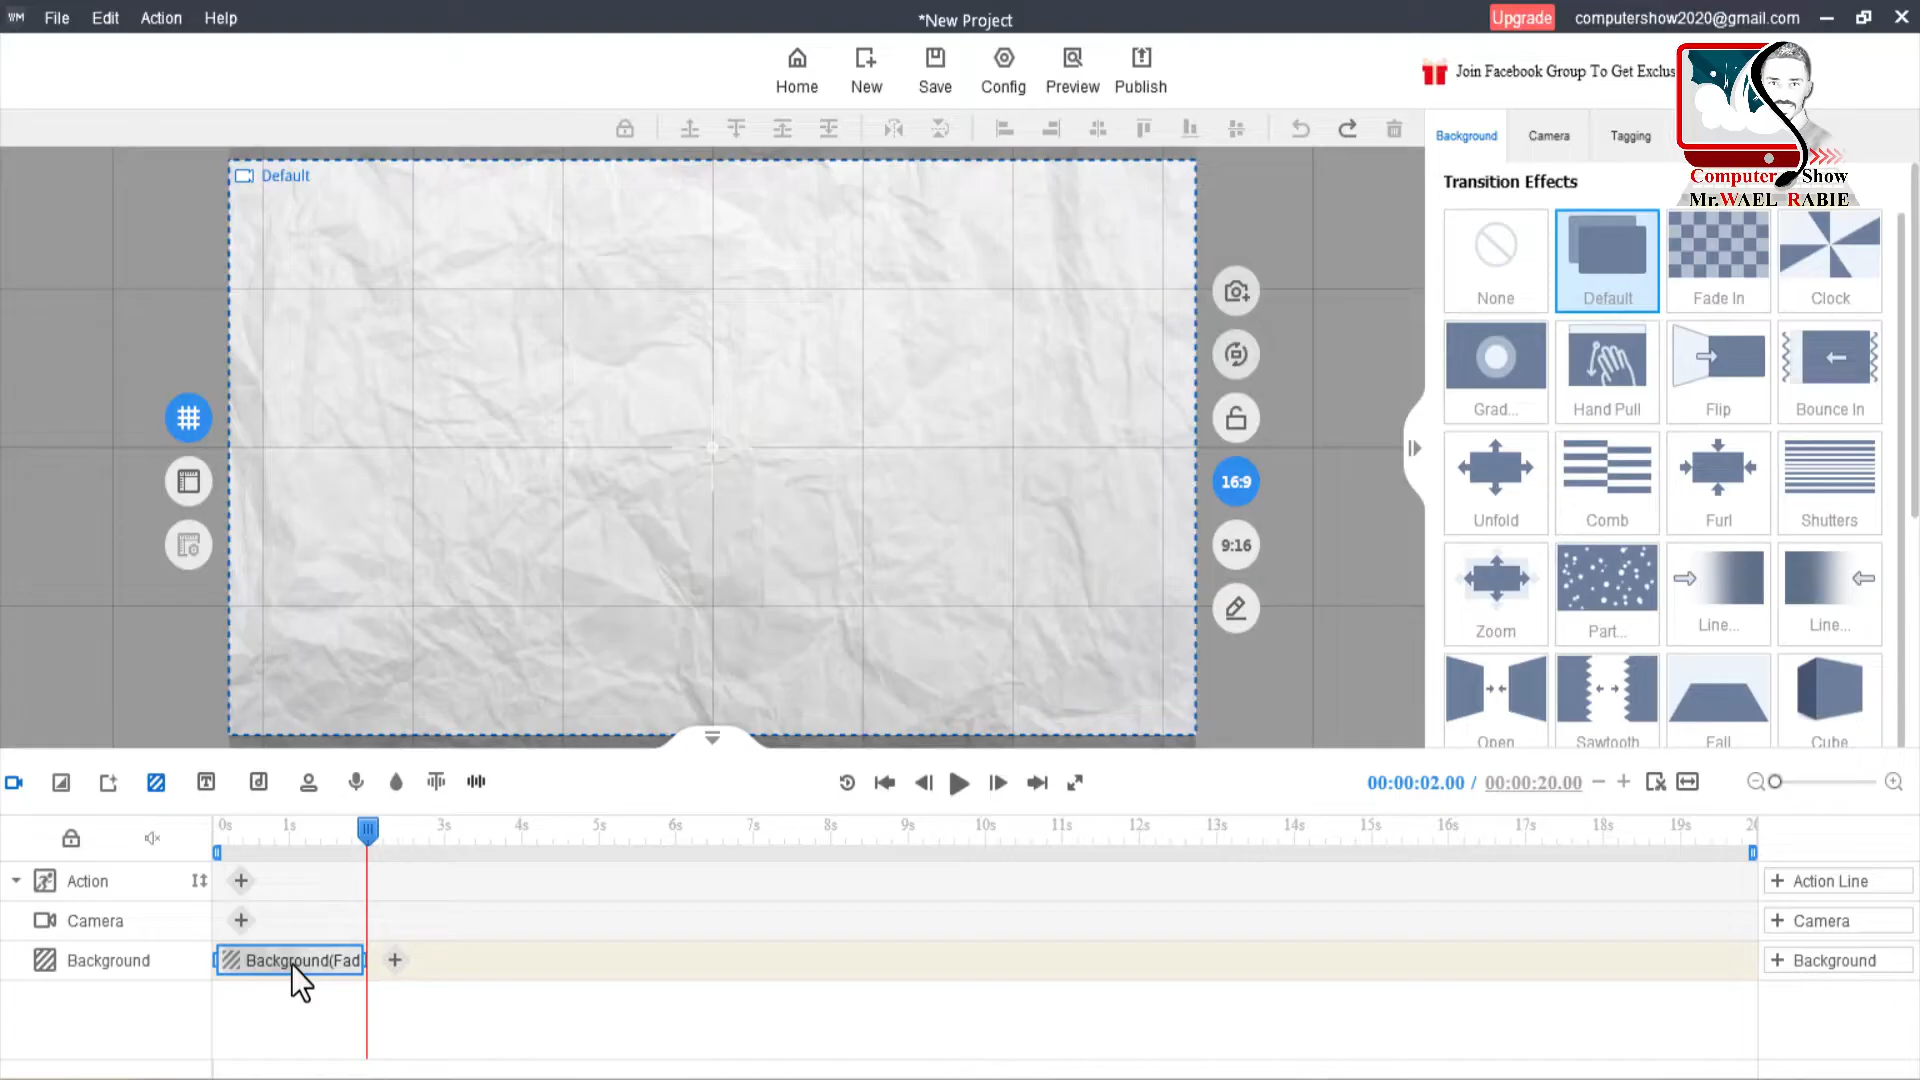 WM File Edit Action Help
*New Project
Upgrade computershow2020@gmail.com
Home New Save Config Preview Publish
Join Facebook Group To Get Exclus
Background Camera Tagging
Computer Show
Mr.WAEL RABIE
Default
Transition Effects
None Default Fade In Clock
Grad... Hand Pull Flip Bounce In
Unfold Comb Furl Shutters
Zoom Part... Line... Line...
Open Sawtooth Fall Cube
16:9
9:16
00:00:02.00 / 00:00:20.00
0s 1s 3s 4s 5s 6s 7s 8s 9s 10s 11s 12s 13s 14s 15s 16s 17s 18s 19s 20
Action + Action Line
Camera + Camera
Background Background(Fad + Background